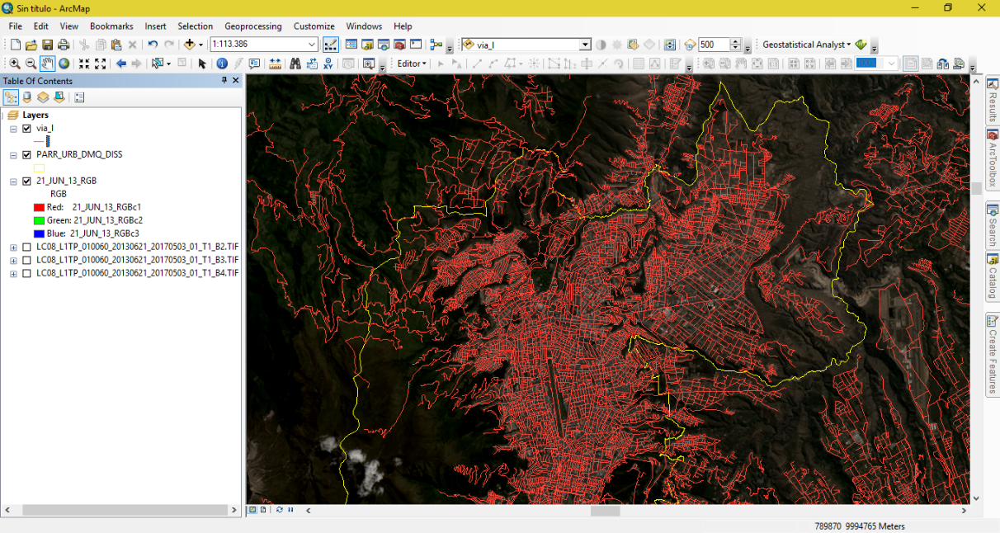 Sin título - ArcMap
File Edit View Bookmarks Insert Selection Geoprocessing Customize Windows Help
1:113.386
via_l
500
Geostatistical Analyst
Editor
Table Of Contents
Layers
via_l
PARR_URB_DMQ_DISS
21_JUN_13_RGB
RGB
Red: 21_JUN_13_RGBc1
Green: 21_JUN_13_RGBc2
Blue: 21_JUN_13_RGBc3
LC08_L1TP_010060_20130621_20170503_01_T1_B2.TIF
LC08_L1TP_010060_20130621_20170503_01_T1_B3.TIF
LC08_L1TP_010060_20130621_20170503_01_T1_B4.TIF
Results
ArcToolbox
Search
Catalog
Create Features
789870 9994765 Meters